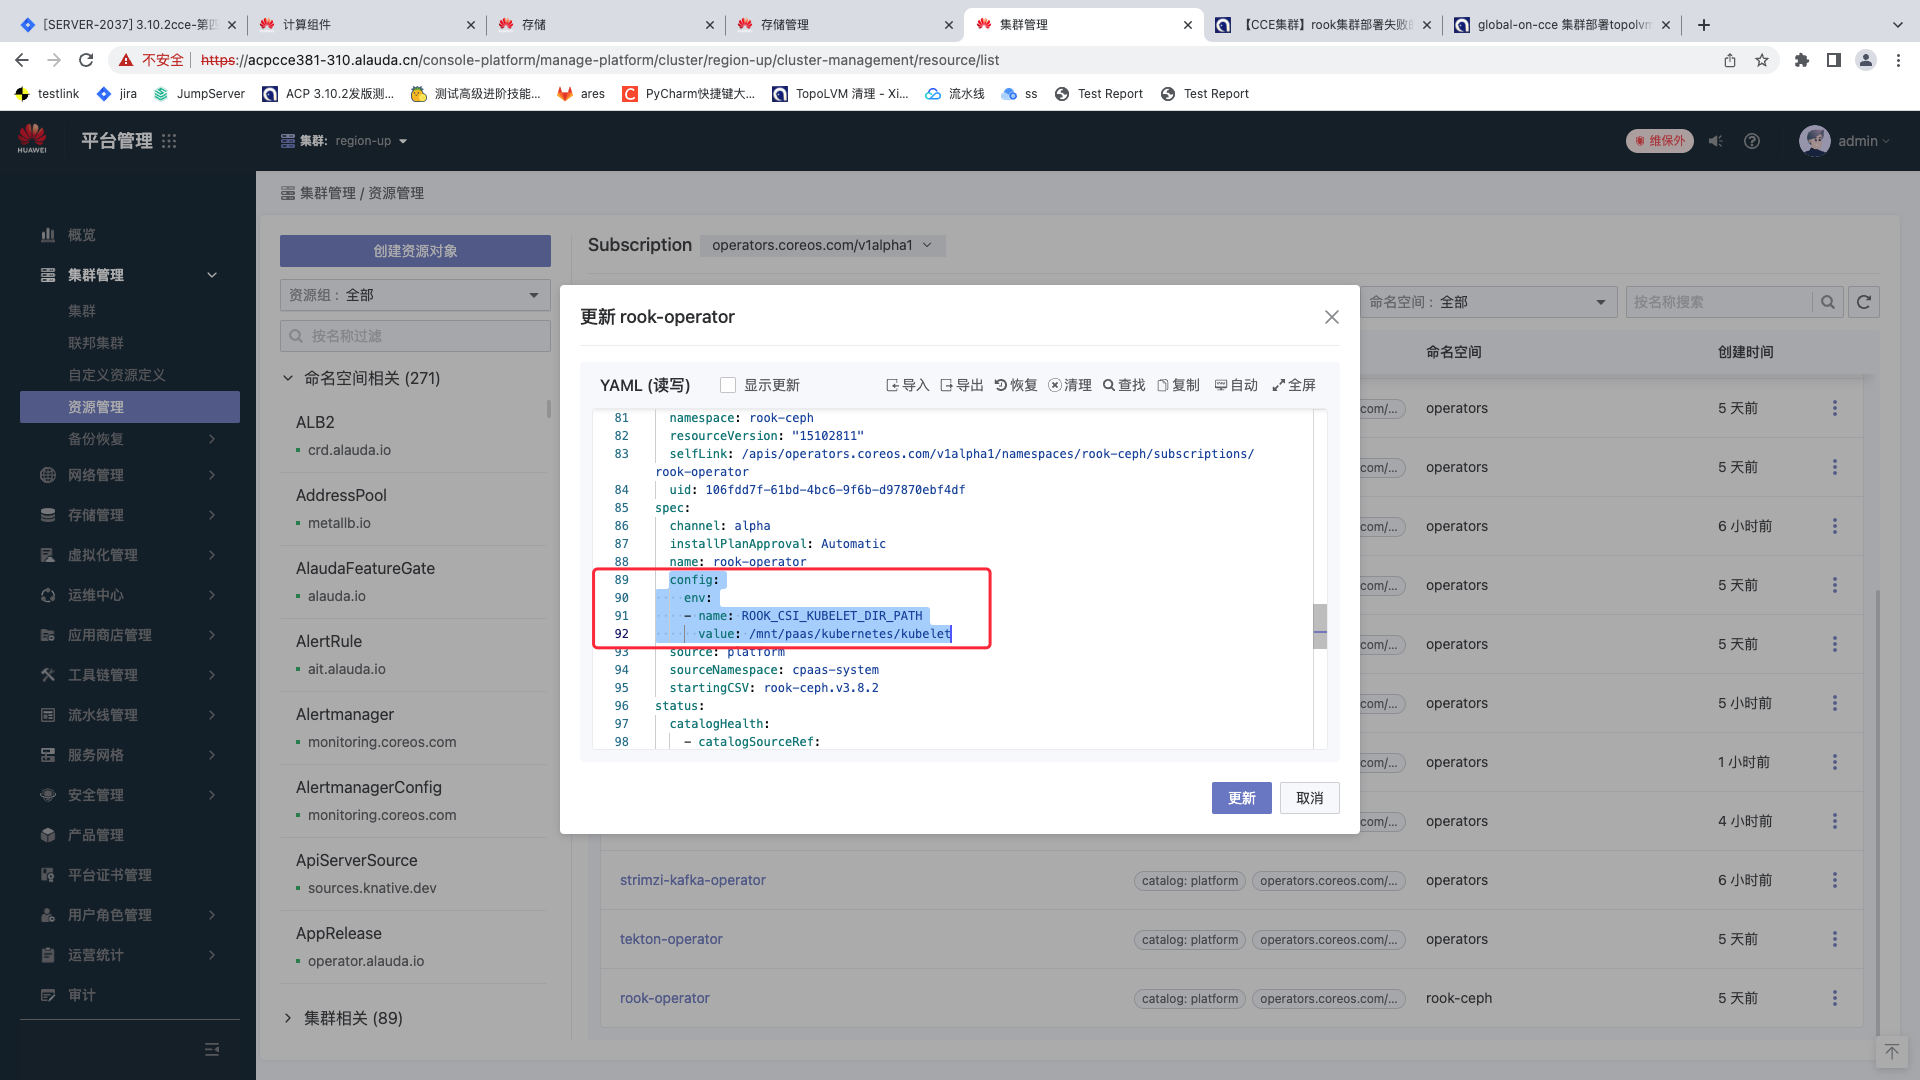 [SERVER-2037] 3.10.2cce-第四
计算组件
存储
存储管理
集群管理
【CCE集群】rook集群部署失败的
global-on-cce 集群部署topolvm
不安全
https://acpcce381-310.alauda.cn/console-platform/manage-platform/cluster/region-up/cluster-management/resource/list
testlink
jira
JumpServer
ACP 3.10.2发版测...
测试高级进阶技能...
ares
PyCharm快捷键大...
TopoLVM 清理 - Xi...
流水线
ss
Test Report
Test Report
HUAWEI
平台管理
集群: region-up
维保外
admin
集群管理 / 资源管理
概览
集群管理
集群
联邦集群
自定义资源定义
资源管理
备份恢复
网络管理
存储管理
虚拟化管理
运维中心
应用商店管理
工具链管理
流水线管理
服务网格
安全管理
产品管理
平台证书管理
用户角色管理
运营统计
审计
创建资源对象
资源组 : 全部
按名称过滤
命名空间相关 (271)
ALB2
crd.alauda.io
AddressPool
metallb.io
AlaudaFeatureGate
alauda.io
AlertRule
ait.alauda.io
Alertmanager
monitoring.coreos.com
AlertmanagerConfig
monitoring.coreos.com
ApiServerSource
sources.knative.dev
AppRelease
operator.alauda.io
集群相关 (89)
Subscription
operators.coreos.com/v1alpha1
命名空间 : 全部
按名称搜索
命名空间
创建时间
com/...
operators
5 天前
operators
5 天前
com/...
operators
6 小时前
com/...
operators
5 天前
com/...
operators
5 天前
com/...
operators
5 天前
com/...
operators
1 小时前
com/...
operators
4 小时前
strimzi-kafka-operator
catalog: platform
operators.coreos.com/...
operators
6 小时前
tekton-operator
catalog: platform
operators.coreos.com/...
operators
5 天前
rook-operator
catalog: platform
operators.coreos.com/...
rook-ceph
5 天前
更新 rook-operator
YAML (读写)
显示更新
导入
导出
恢复
清理
查找
复制
自动
全屏
81 namespace: rook-ceph
82 resourceVersion: "15102811"
83 selfLink: /apis/operators.coreos.com/v1alpha1/namespaces/rook-ceph/subscriptions/
rook-operator
84 uid: 106fdd7f-61bd-4bc6-9f6b-d97870ebf4df
85 spec:
86 channel: alpha
87 installPlanApproval: Automatic
88 name: rook-operator
89 config:
90 env:
91 - name: ROOK_CSI_KUBELET_DIR_PATH
92 value: /mnt/paas/kubernetes/kubelet
93 source: platform
94 sourceNamespace: cpaas-system
95 startingCSV: rook-ceph.v3.8.2
96 status:
97 catalogHealth:
98 - catalogSourceRef:
更新
取消